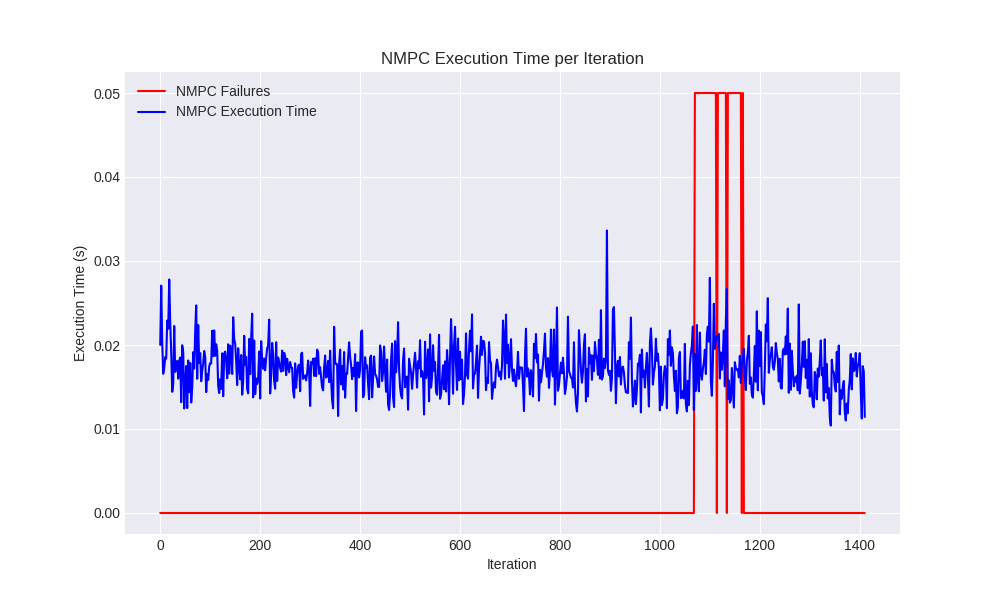 NMPC Execution Time per Iteration
NMPC Failures
NMPC Execution Time
Execution Time (s)
0.05
0.04
0.03
0.02
0.01
0.00
0 200 400 600 800 1000 1200 1400
Iteration